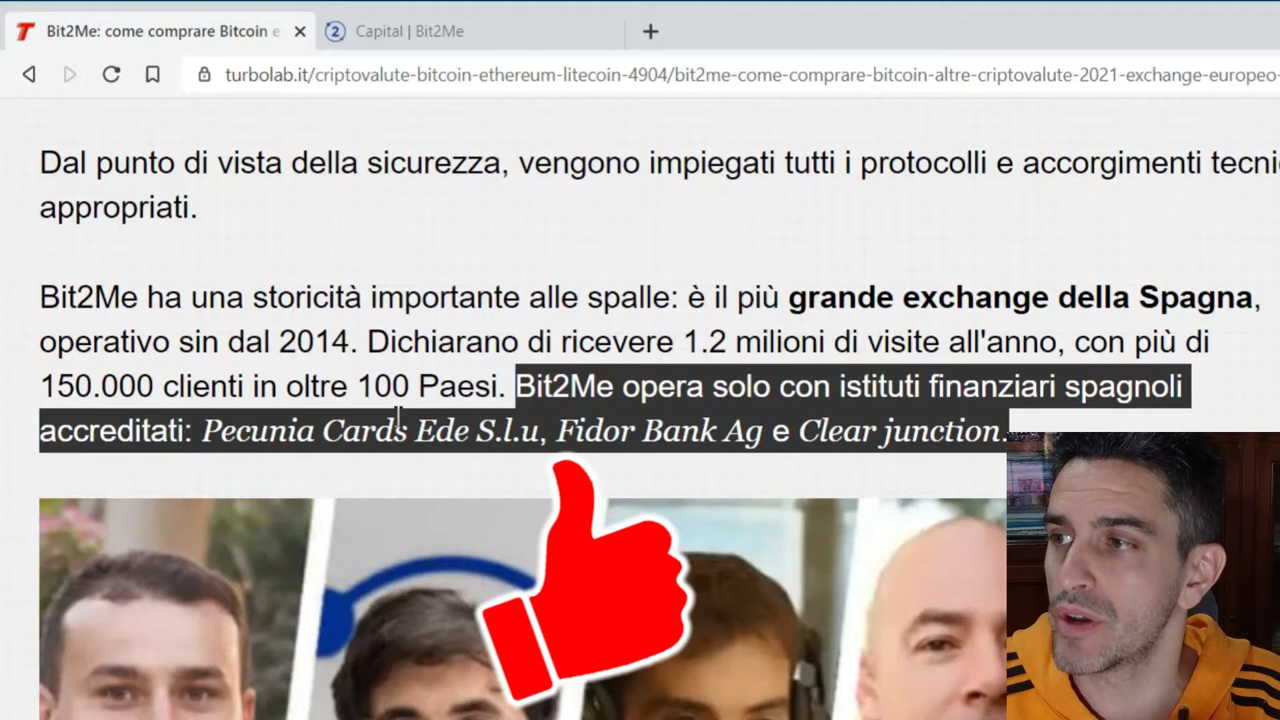 Bit2Me: come comprare Bitcoin e
Capital | Bit2Me
turbolab.it/criptovalute-bitcoin-ethereum-litecoin-4904/bit2me-come-comprare-bitcoin-altre-criptovalute-2021-exchange-europeo-
Dal punto di vista della sicurezza, vengono impiegati tutti i protocolli e accorgimenti tecni
appropriati.
Bit2Me ha una storicità importante alle spalle: è il più grande exchange della Spagna,
operativo sin dal 2014. Dichiarano di ricevere 1.2 milioni di visite all'anno, con più di
150.000 clienti in oltre 100 Paesi. Bit2Me opera solo con istituti finanziari spagnoli
accreditati: Pecunia Cards Ede S.l.u, Fidor Bank Ag e Clear junction.